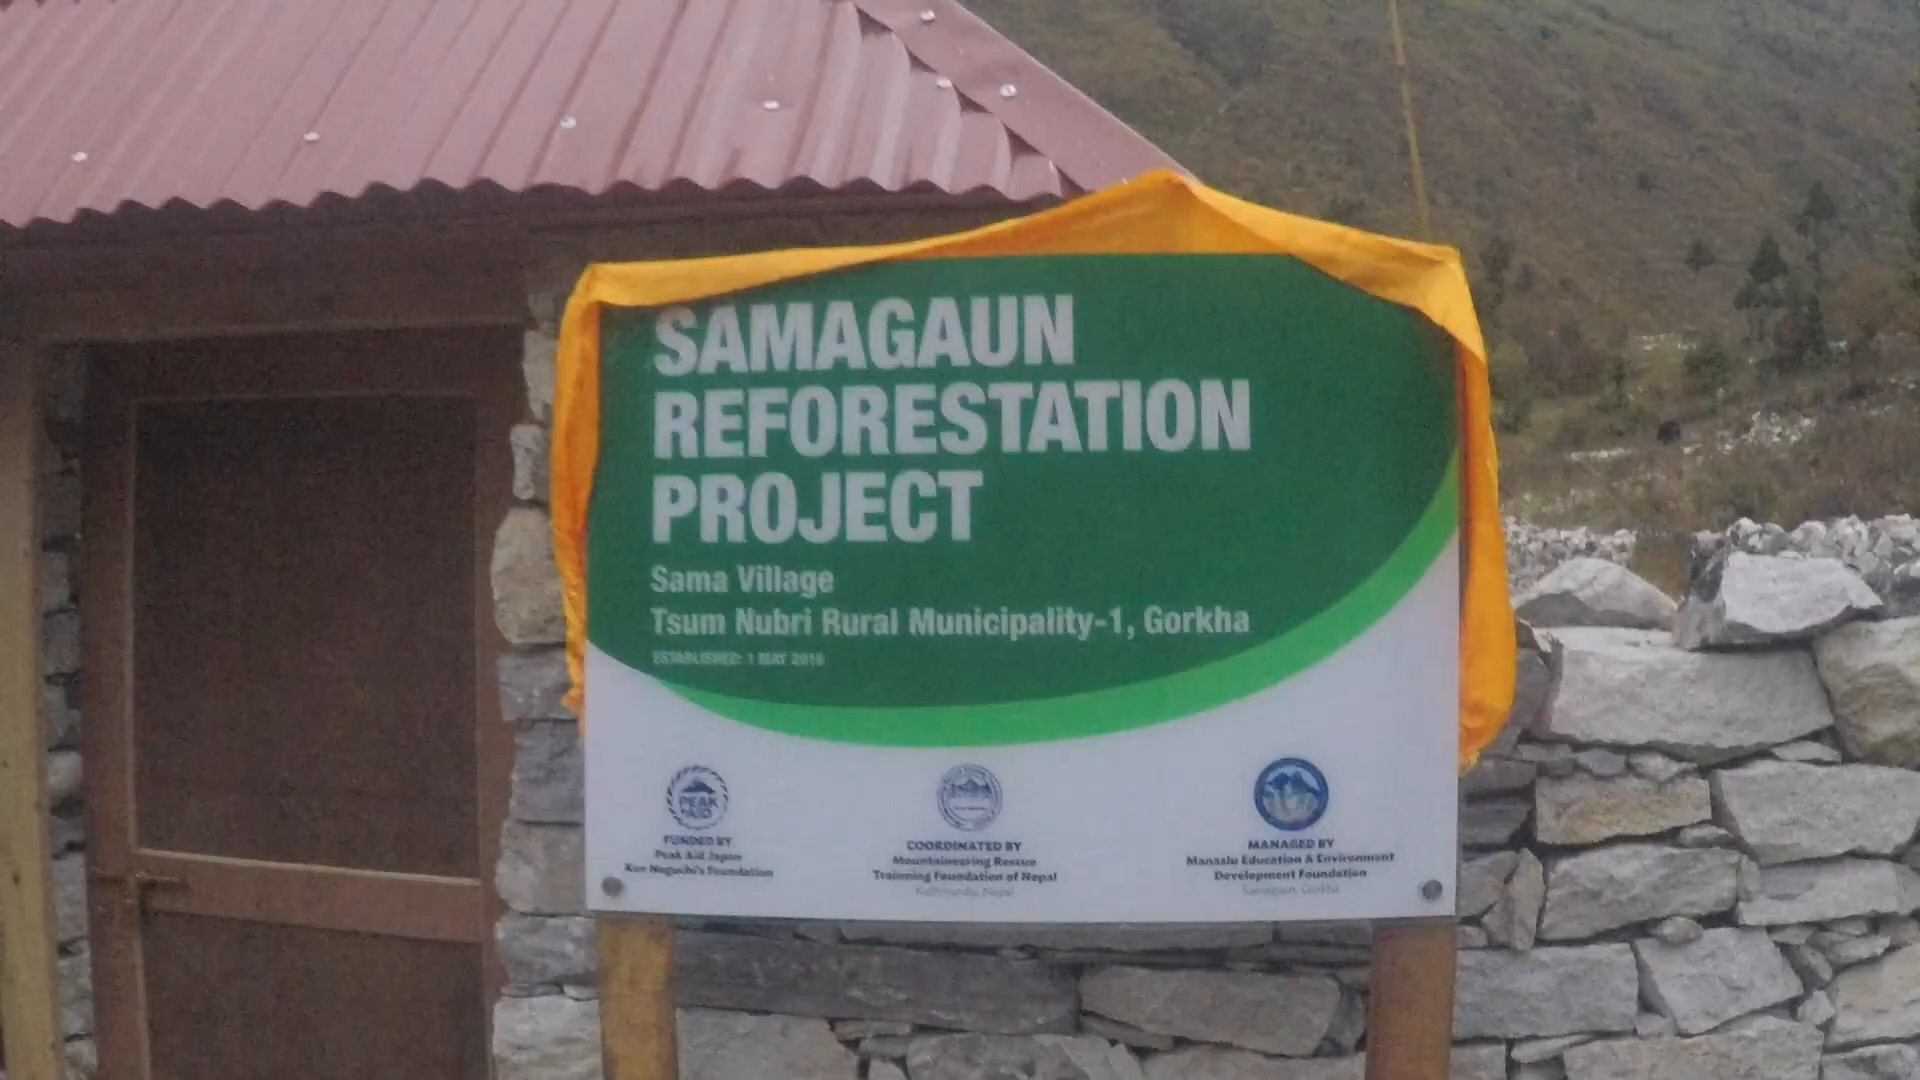 SAMAGAUN
REFORESTATION
PROJECT
Sama Village
Tsum Nubri Rural Municipality-1, Gorkha
ESTABLISHED: 1 MAY
PEAK
AID
FUNDED BY
Peak Aid Japan
Ken Noguchi's Foundation
COORDINATED BY
Mountaineering Rescue
Trainning Foundation of Nepal
Kathmandu, Nepal
MANAGED BY
Manaslu Education & Environment
Development Foundation
Samagaun, Gorkha